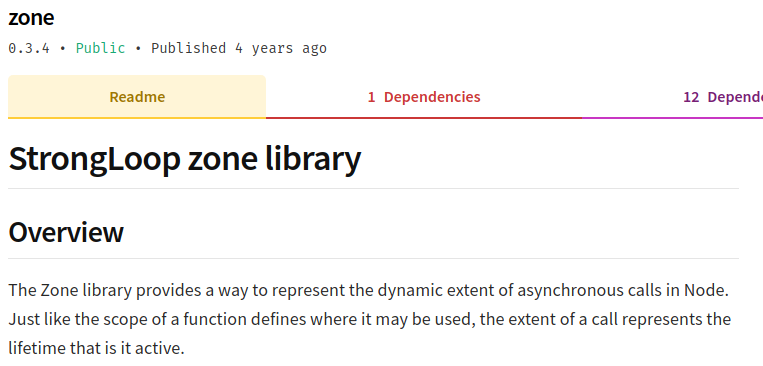 zone
0.3.4 • Public • Published 4 years ago
Readme
1 Dependencies
12
StrongLoop zone library
Overview
The Zone library provides a way to represent the dynamic extent of asynchronous calls in Node.
Just like the scope of a function defines where it may be used, the extent of a call represents the
lifetime that is it active.